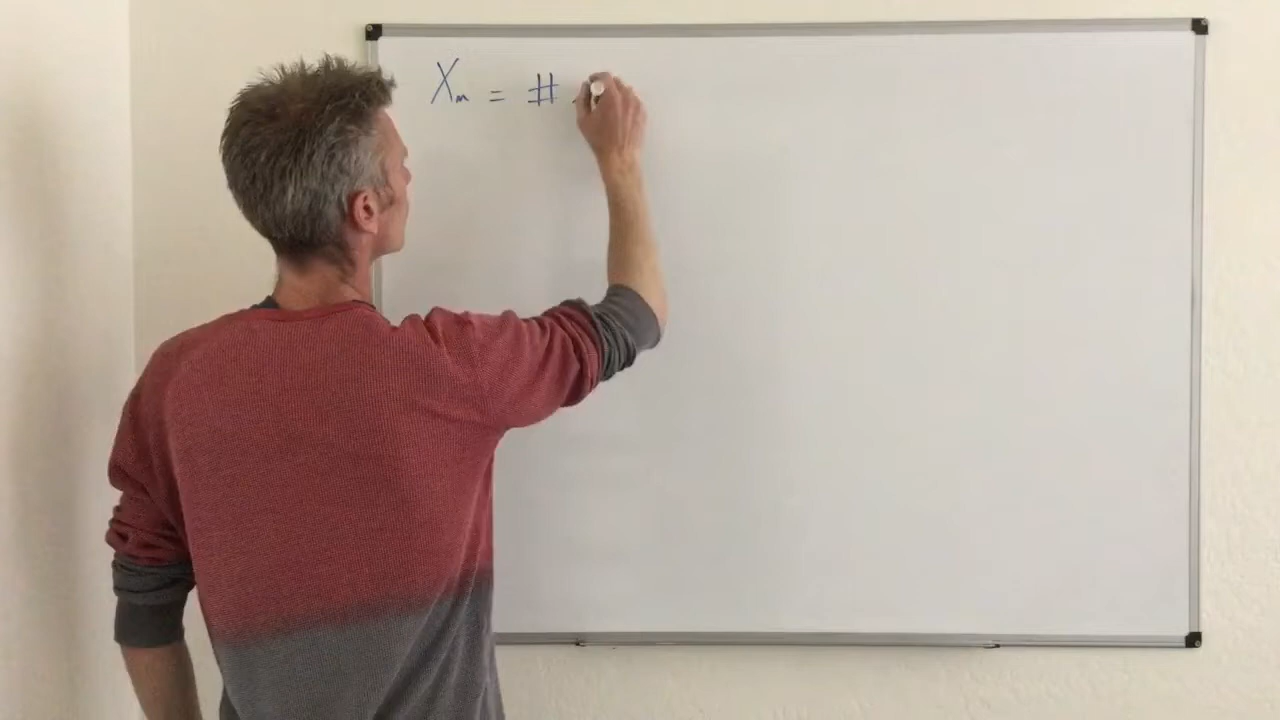 Xₙ = #